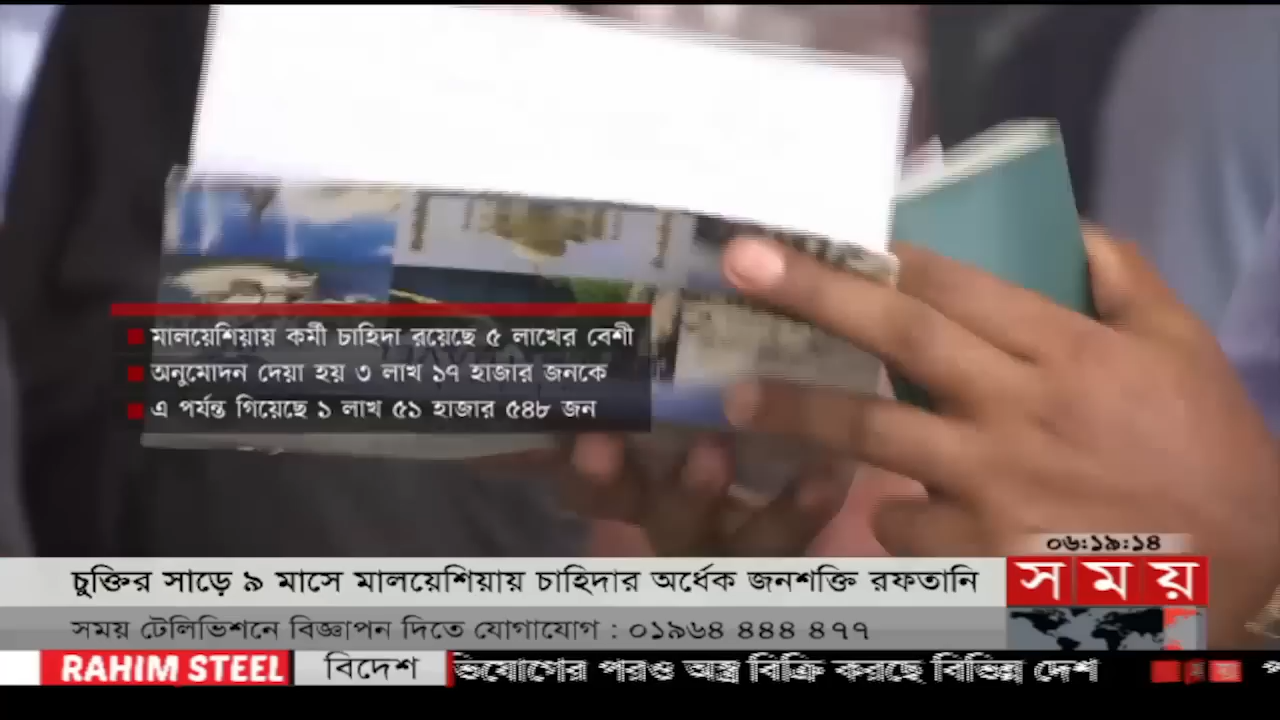 মালয়েশিয়ায় কর্মী চাহিদা রয়েছে ৫ লাখের বেশী
অনুমোদন দেয়া হয় ৩ লাখ ১৭ হাজার জনকে
এ পর্যন্ত গিয়েছে ১ লাখ ৫১ হাজার ৫৪৮ জন
০৬:১৯:১৪
চুক্তির সাড়ে ৯ মাসে মালয়েশিয়ায় চাহিদার অর্ধেক জনশক্তি রফতানি
সময়
সময় টেলিভিশনে বিজ্ঞাপন দিতে যোগাযোগ : ০১৯৬৪ ৪৪৪ ৪৭৭
RAHIM STEEL বিদেশ ভিযোগের পরও অস্ত্র বিক্রি করছে বিভিন্ন দেশ